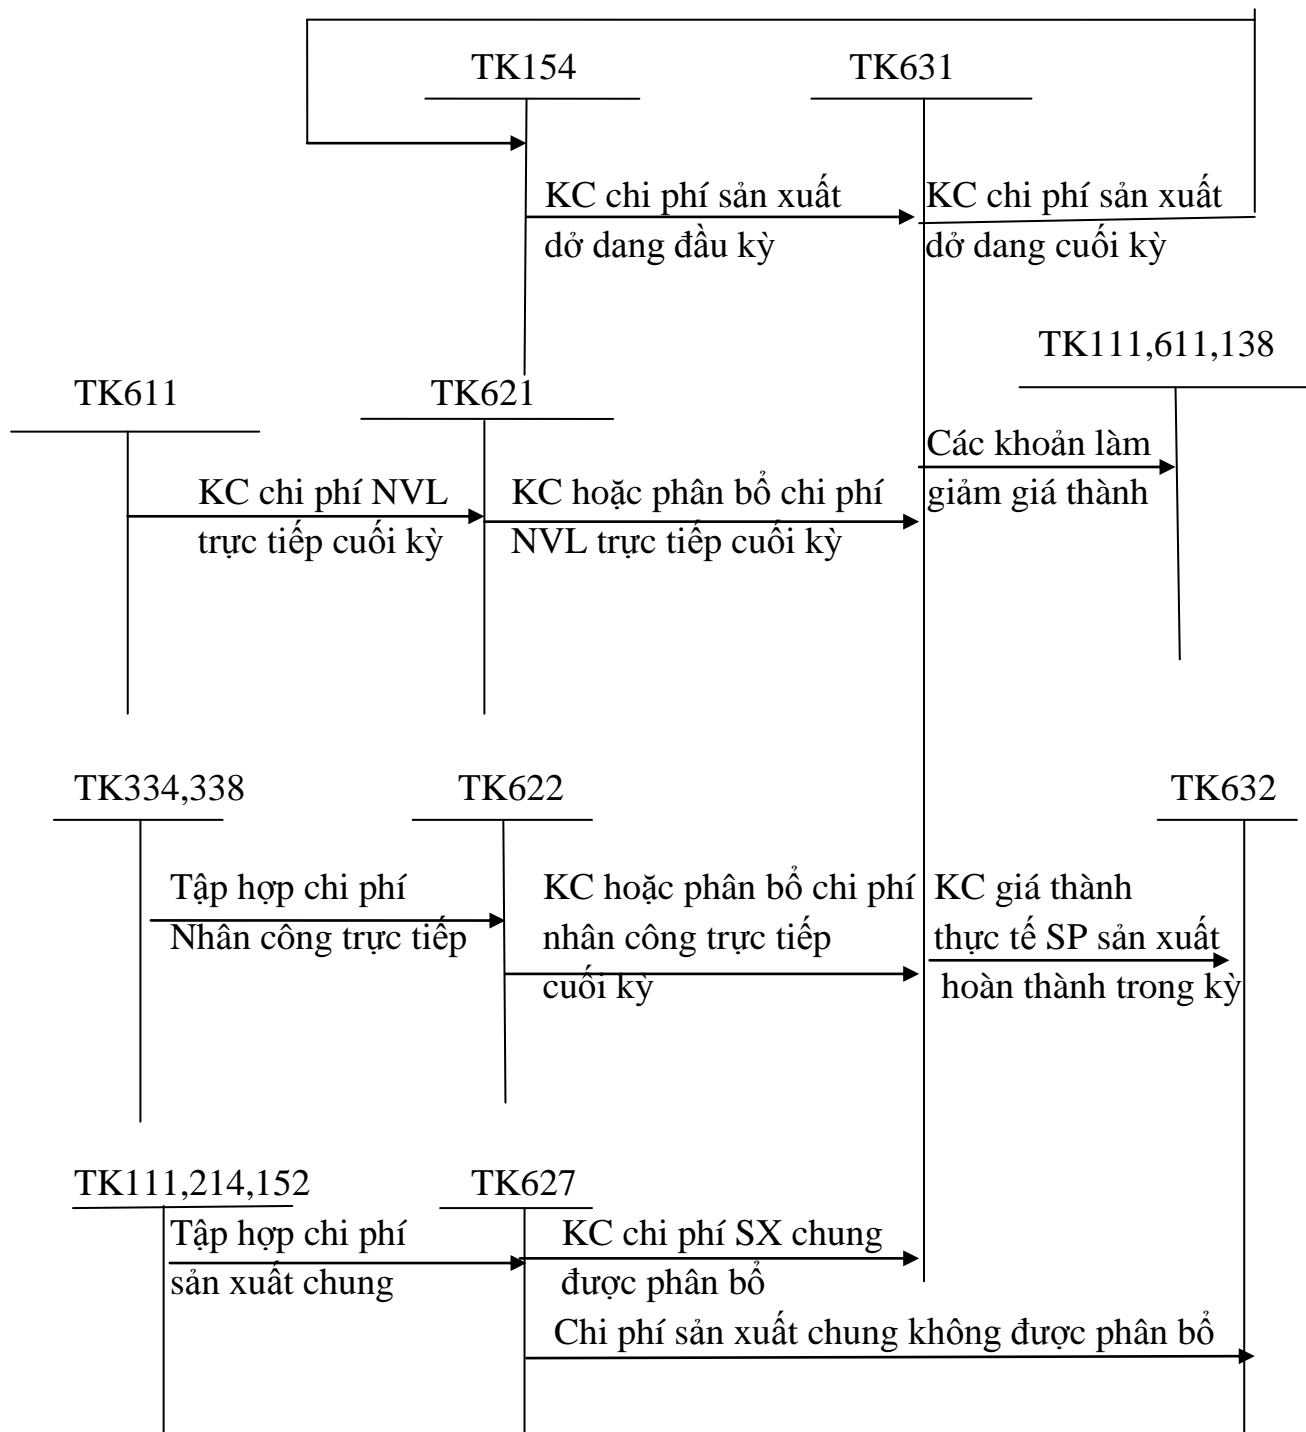 TK154
TK631
KC chi phí sản xuất
dở dang đầu kỳ
KC chi phí sản xuất
dở dang cuối kỳ
TK111,611,138
TK611
TK621
KC chi phí NVL
trực tiếp cuối kỳ
KC hoặc phân bổ chi phí
NVL trực tiếp cuối kỳ
Các khoản làm
giảm giá thành
TK334,338
TK622
TK632
Tập hợp chi phí
Nhân công trực tiếp
KC hoặc phân bổ chi phí
nhân công trực tiếp
cuối kỳ
KC giá thành
thực tế SP sản xuất
hoàn thành trong kỳ
TK111,214,152
TK627
Tập hợp chi phí
sản xuất chung
KC chi phí SX chung
được phân bổ
Chi phí sản xuất chung không được phân bổ